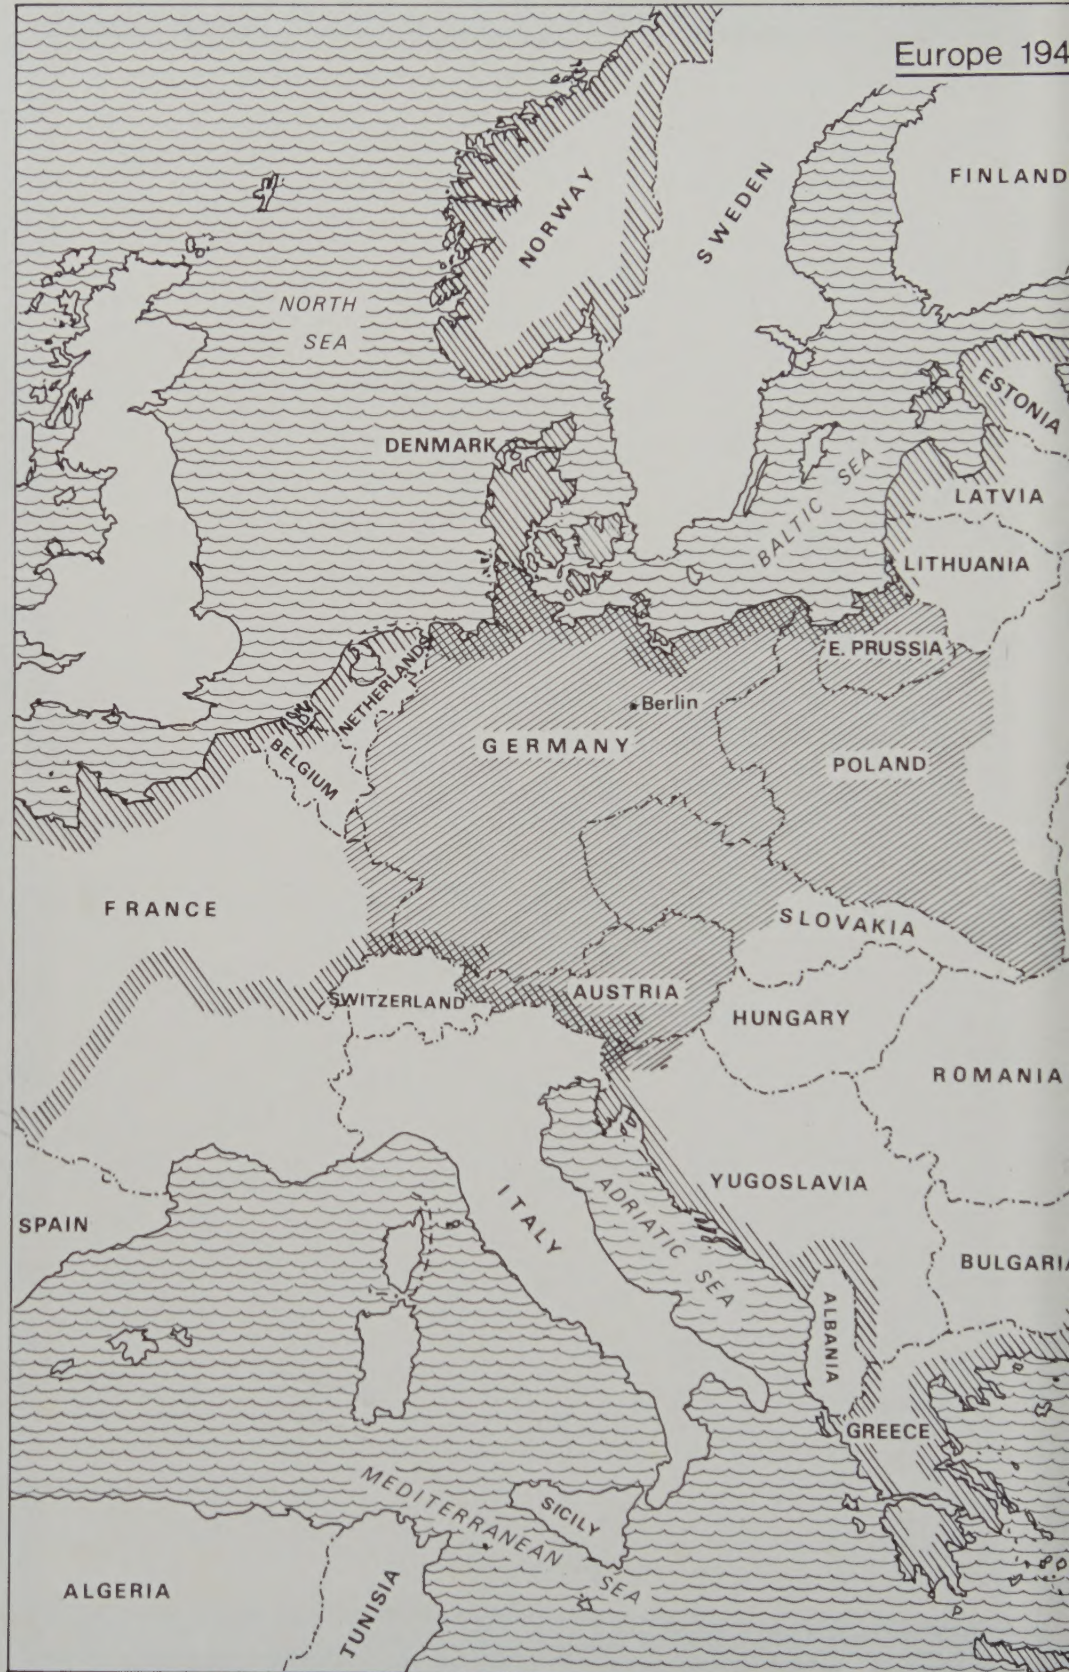 Europe 194
FINLAND
NORWAY
SWEDEN
NORTH
SEA
ESTONIA
DENMARK
BALTIC SEA
LATVIA
LITHUANIA
E. PRUSSIA
NETHERLANDS
Berlin
BELGIUM
GERMANY
POLAND
FRANCE
SLOVAKIA
SWITZERLAND
AUSTRIA
HUNGARY
ROMANIA
YUGOSLAVIA
ITALY
ADRIATIC SEA
SPAIN
BULGARIA
ALBANIA
GREECE
MEDITERRANEAN SEA
SICILY
ALGERIA
TUNISIA